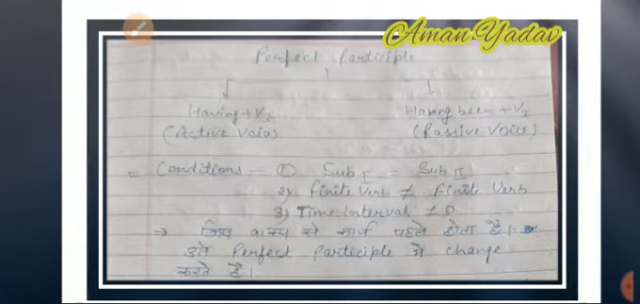 Aman Yadav
Perfect Participle
Having + V3 Having been + V3
(Active Voice) (Passive Voice)
= Conditions - ① Sub I = Sub II
2) Finite Verb ≠ Finite Verb
3) Time Interval ≠ 0
⇒ जिस वाक्य से कार्य पहले होता है।
उसे Perfect Participle में change
करते है।